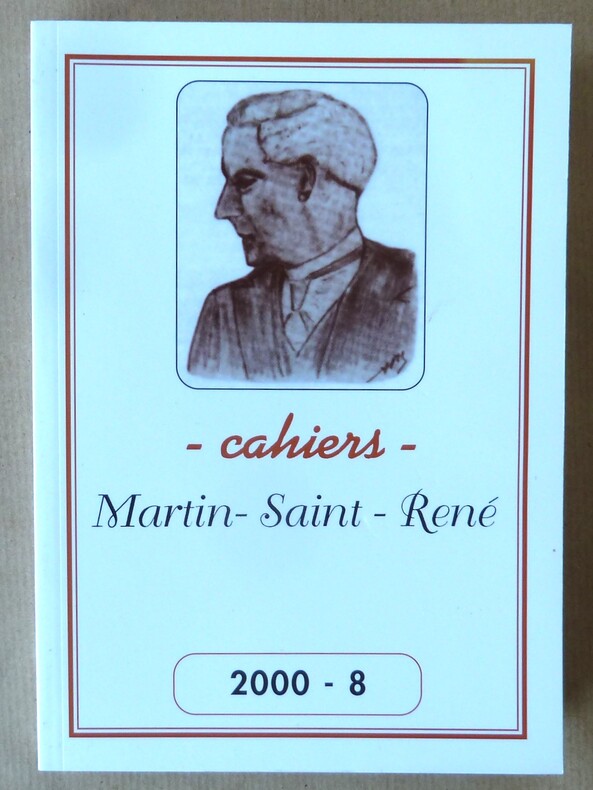 - cahiers -
Martin- Saint - René
2000 - 8